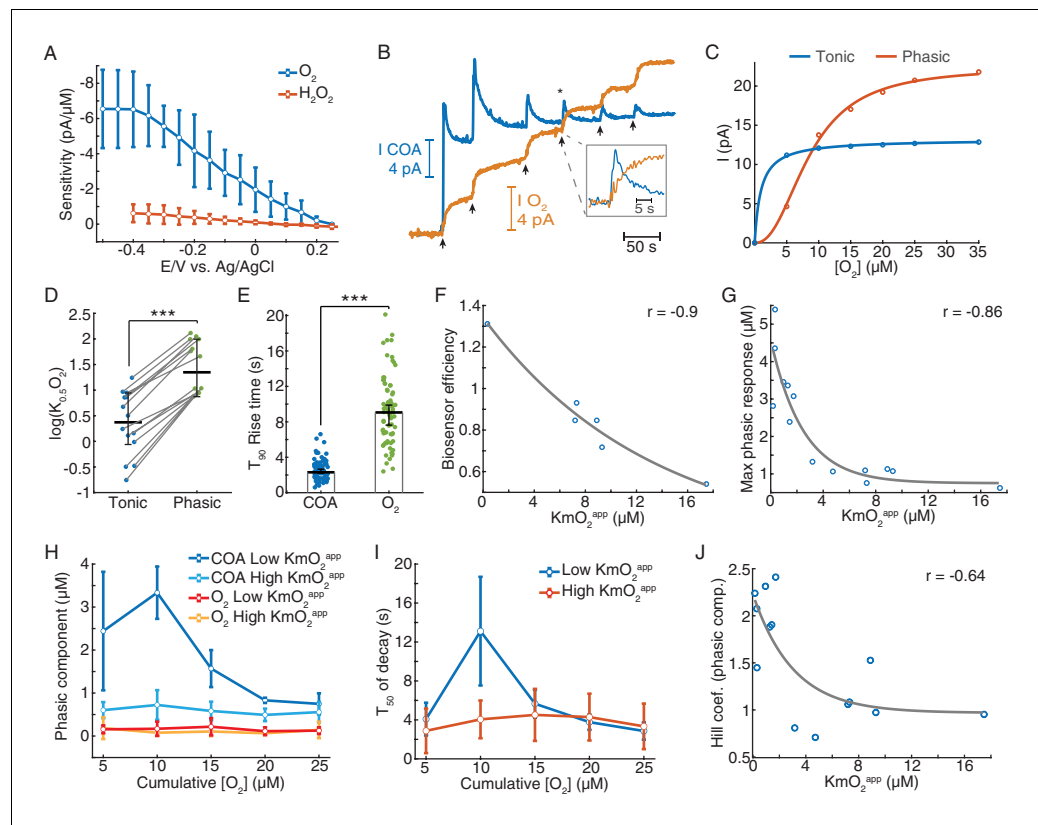 A
Sensitivity (pA/µM)
-8
-6
-4
-2
0
O2
H2O2
-0.4
-0.2
0
0.2
E/V vs. Ag/AgCl
B
I COA
4 pA
I O2
4 pA
*
5 s
50 s
C
Tonic
Phasic
I (pA)
20
15
10
5
0
0
5
10
15
20
25
35
[O2] (µM)
D
***
log(K0.5O2)
2.5
2
1.5
1
0.5
0
-0.5
-1
Tonic
Phasic
E
***
T90 Rise time (s)
20
16
12
8
4
0
COA
O2
F
r = -0.9
Biosensor efficiency
1.4
1.2
1
0.8
0.6
0
4
8
12
16
KmO2app (µM)
G
r = -0.86
Max phasic response (µM)
5
4
3
2
1
0
4
8
12
16
KmO2app (µM)
H
COA Low KmO2app
COA High KmO2app
O2 Low KmO2app
O2 High KmO2app
Phasic component (µM)
4
3
2
1
0
5
10
15
20
25
Cumulative [O2] (µM)
I
Low KmO2app
High KmO2app
T50 of decay (s)
20
16
12
8
4
0
5
10
15
20
25
Cumulative [O2] (µM)
J
r = -0.64
Hill coef. (phasic comp.)
2.5
2
1.5
1
0.5
0
4
8
12
16
KmO2app (µM)